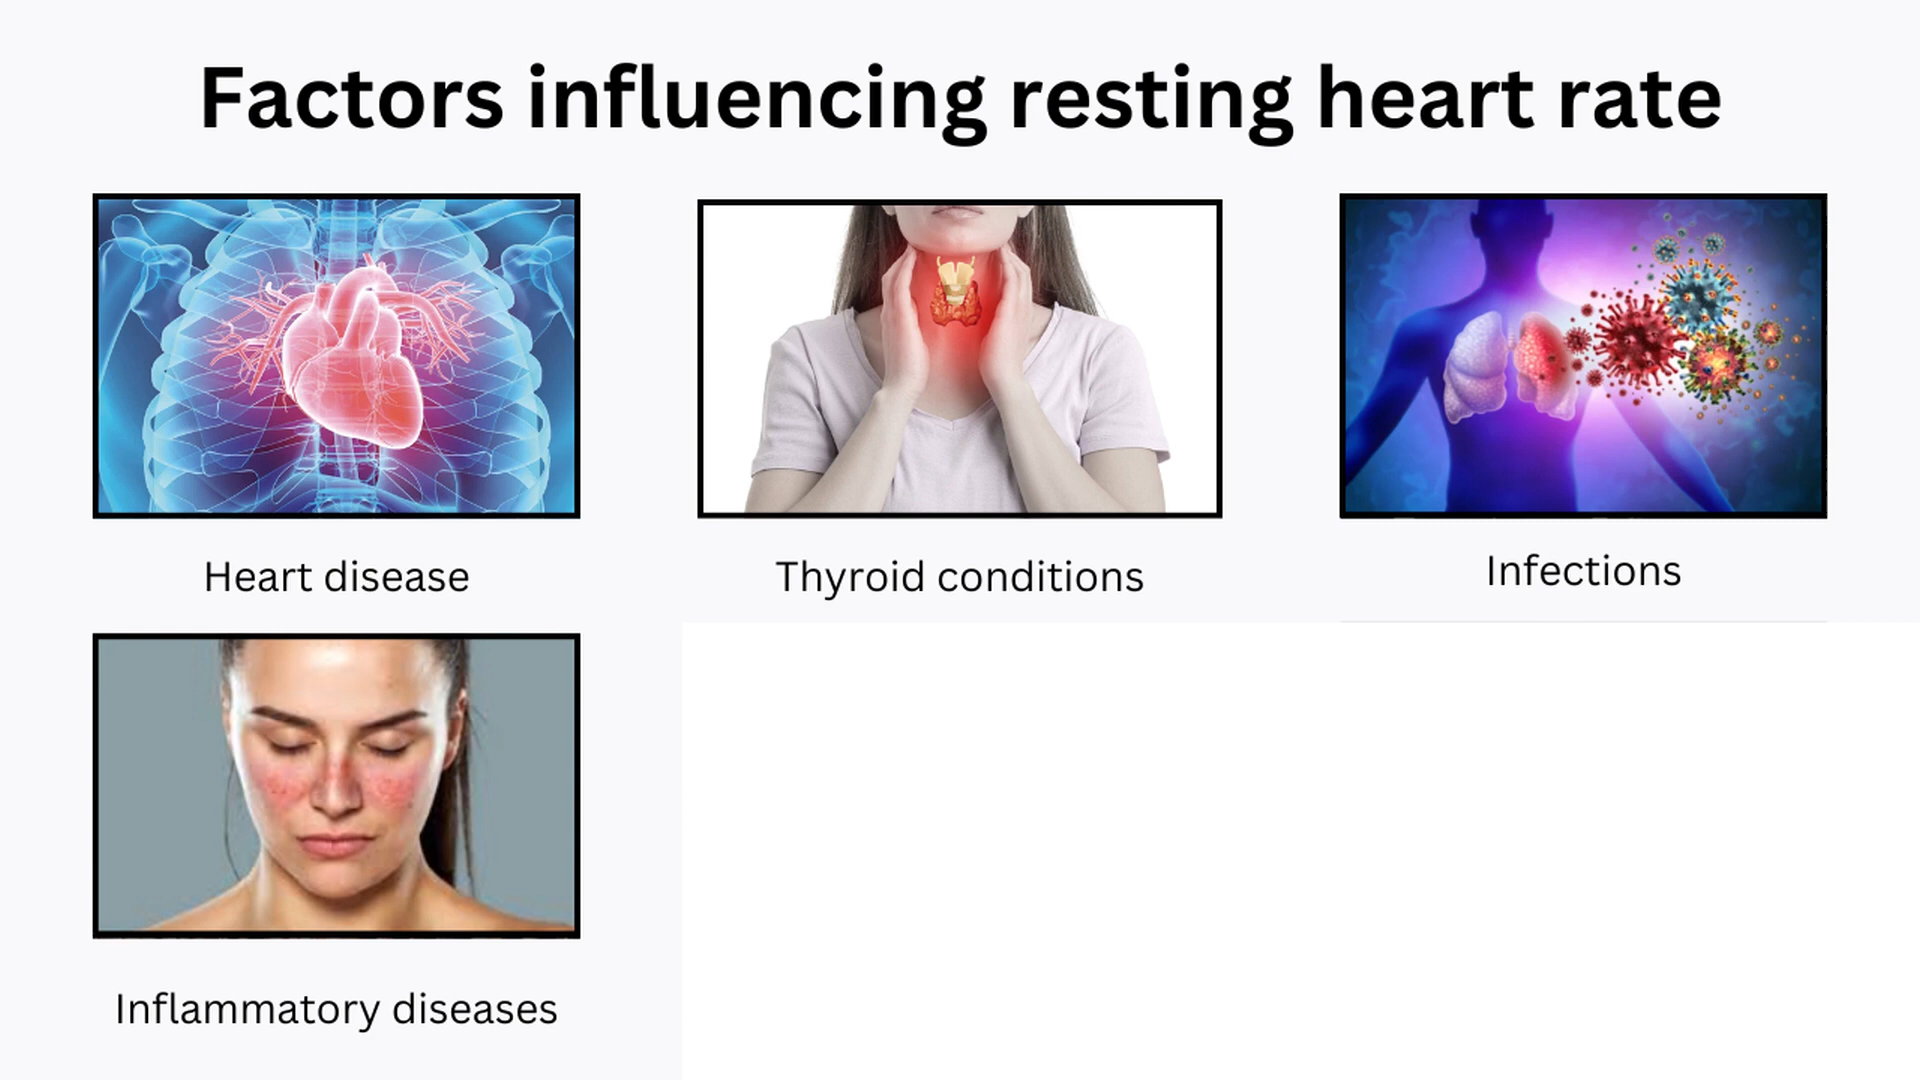 Factors influencing resting heart rate
Heart disease
Thyroid conditions
Infections
Inflammatory diseases